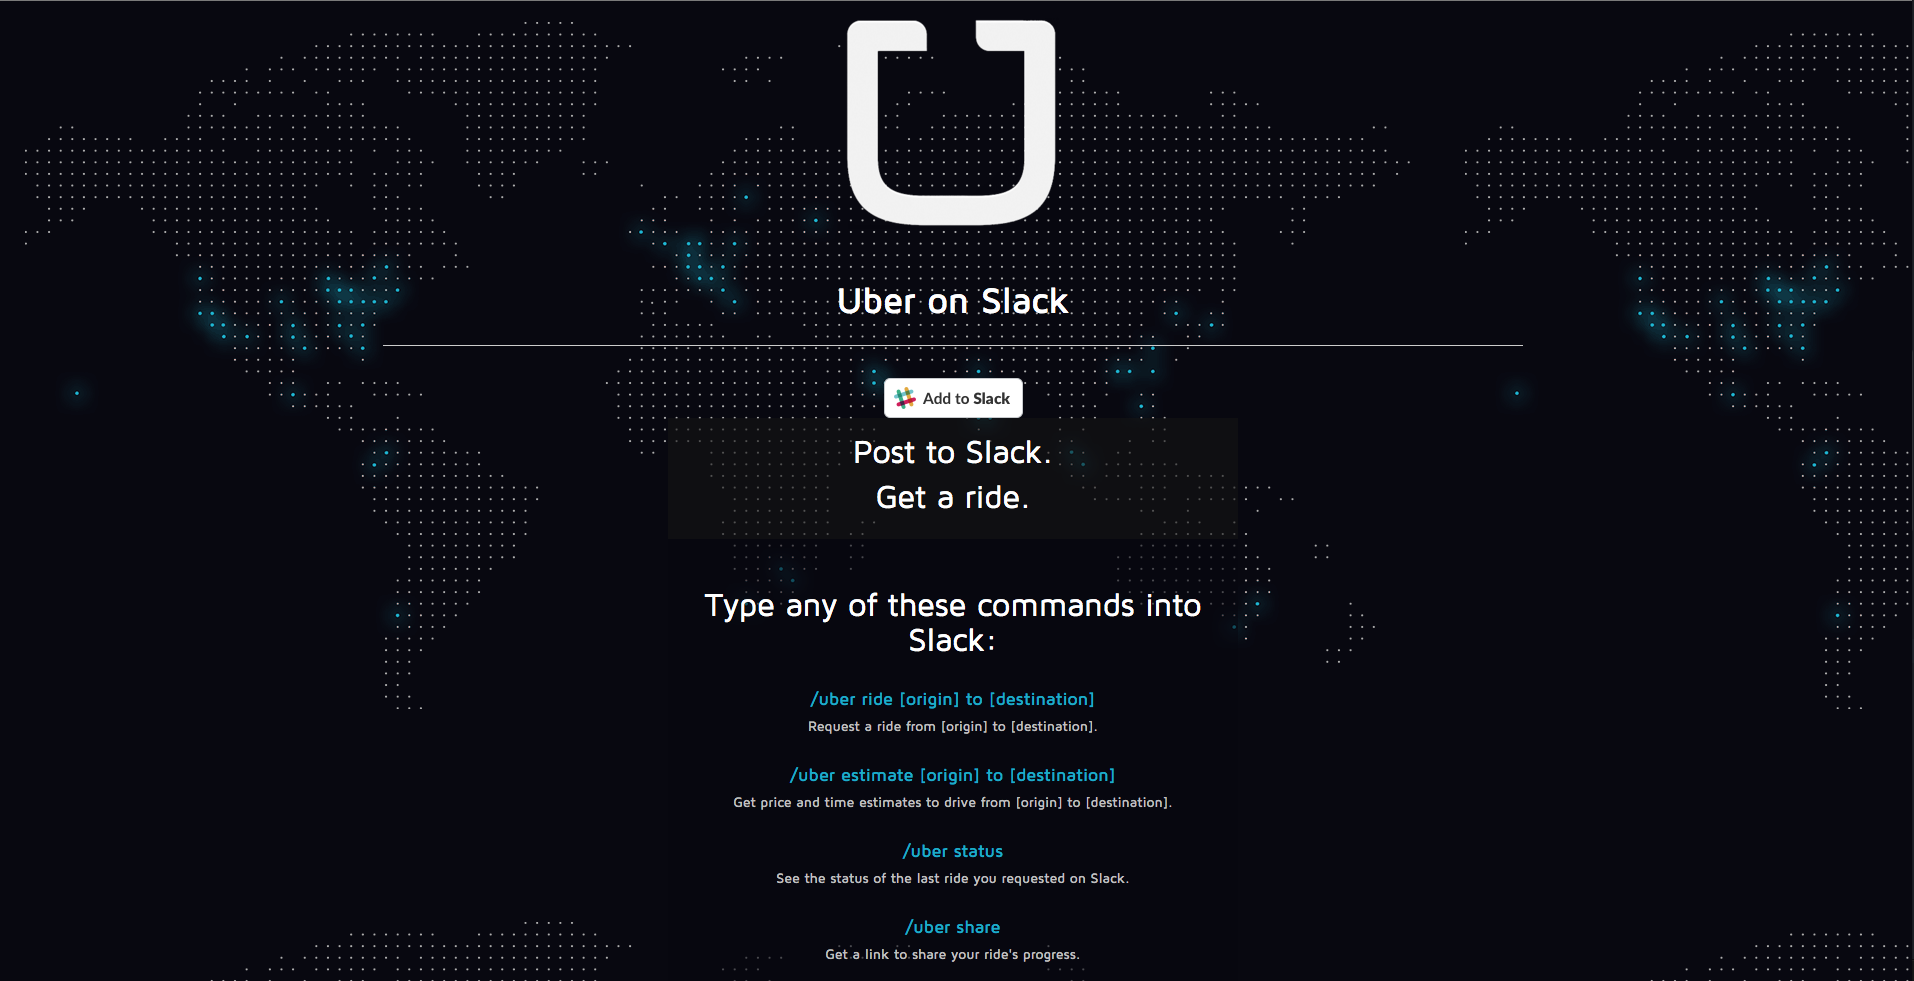 Uber on Slack
Add to Slack
Post to Slack.
Get a ride.
Type any of these commands into
Slack:
/uber ride [origin] to [destination]
Request a ride from [origin] to [destination].
/uber estimate [origin] to [destination]
Get price and time estimates to drive from [origin] to [destination].
/uber status
See the status of the last ride you requested on Slack.
/uber share
Get a link to share your ride's progress.